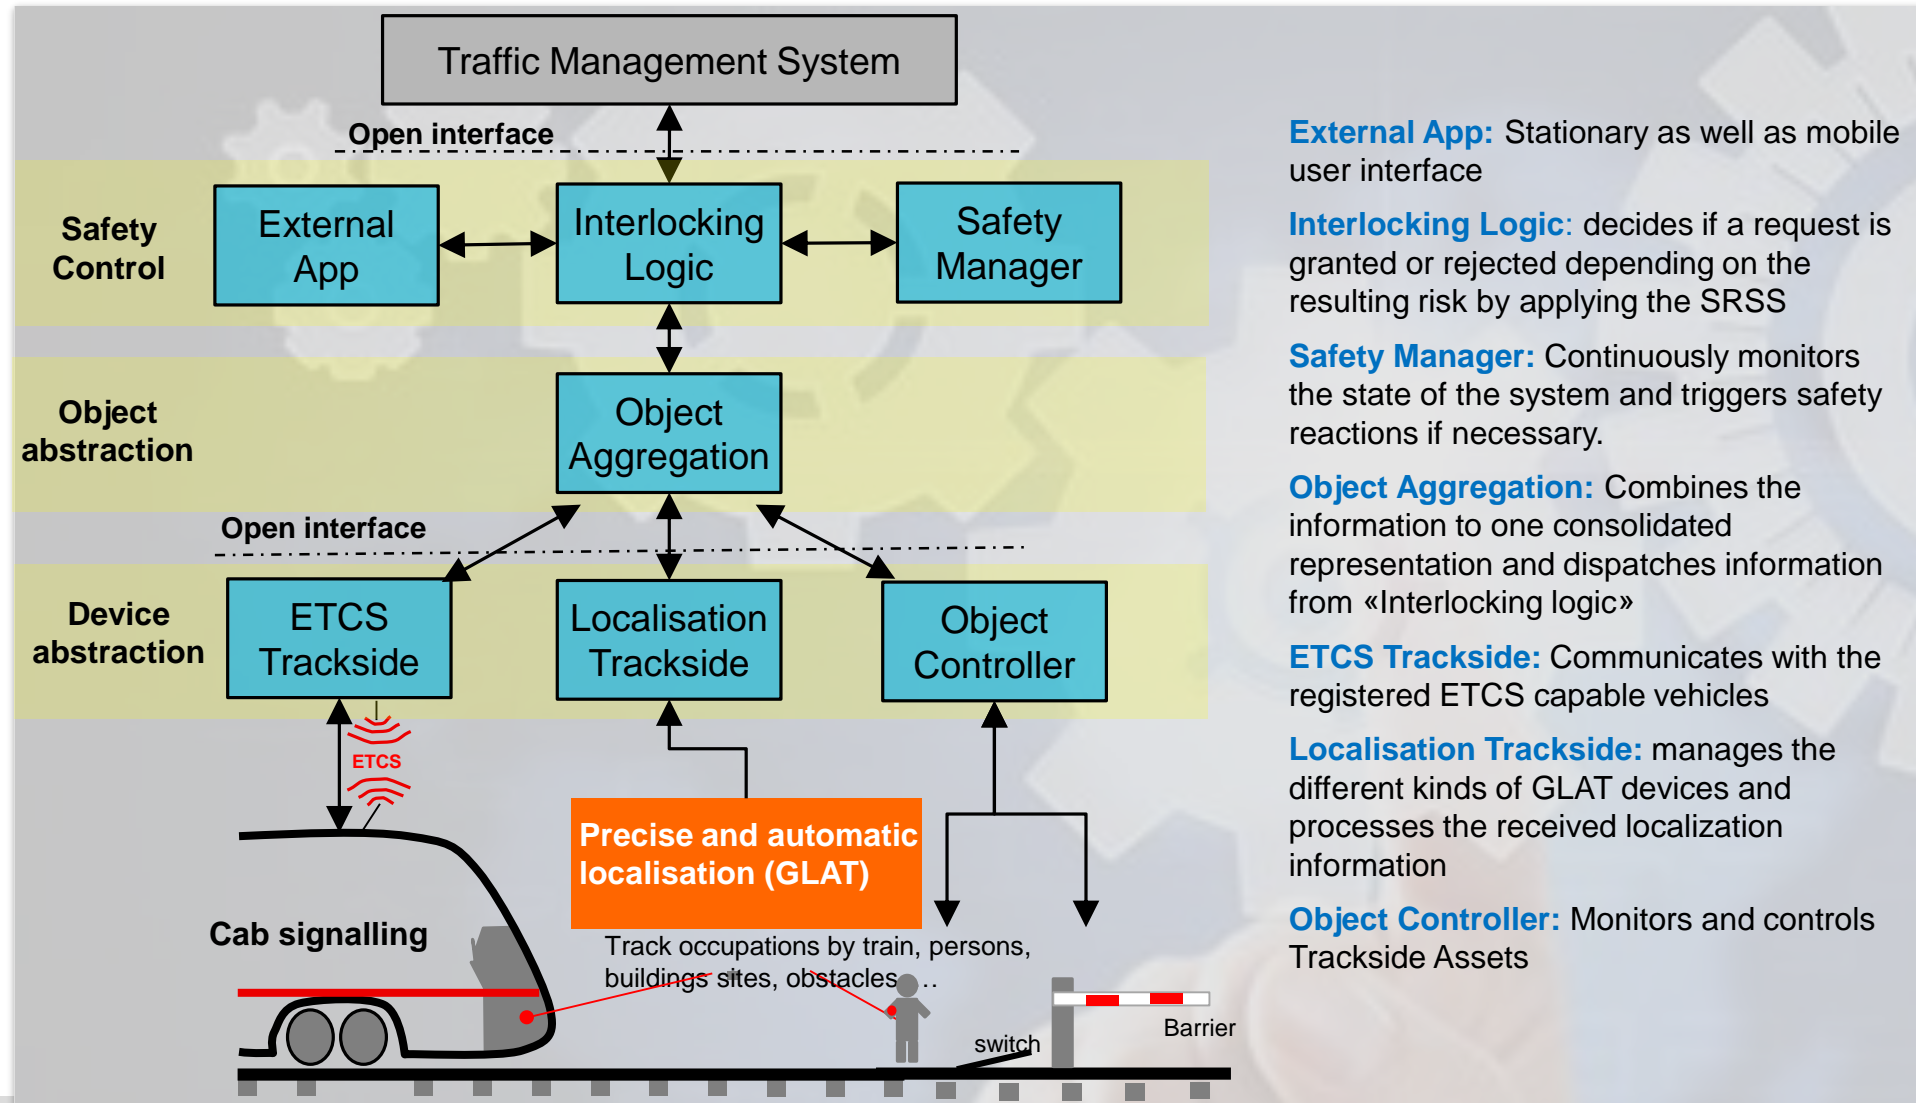 Traffic Management System
Open interface
Safety
Control
External
App
Interlocking
Logic
Safety
Manager
Object
abstraction
Object
Aggregation
Open interface
Device
abstraction
ETCS
Trackside
Localisation
Trackside
Object
Controller
ETCS
Precise and automatic
localisation (GLAT)
Cab signalling
Track occupations by train, persons,
buildings sites, obstacles, …
switch
Barrier
External App: Stationary as well as mobile
user interface
Interlocking Logic: decides if a request is
granted or rejected depending on the
resulting risk by applying the SRSS
Safety Manager: Continuously monitors
the state of the system and triggers safety
reactions if necessary.
Object Aggregation: Combines the
information to one consolidated
representation and dispatches information
from «Interlocking logic»
ETCS Trackside: Communicates with the
registered ETCS capable vehicles
Localisation Trackside: manages the
different kinds of GLAT devices and
processes the received localization
information
Object Controller: Monitors and controls
Trackside Assets